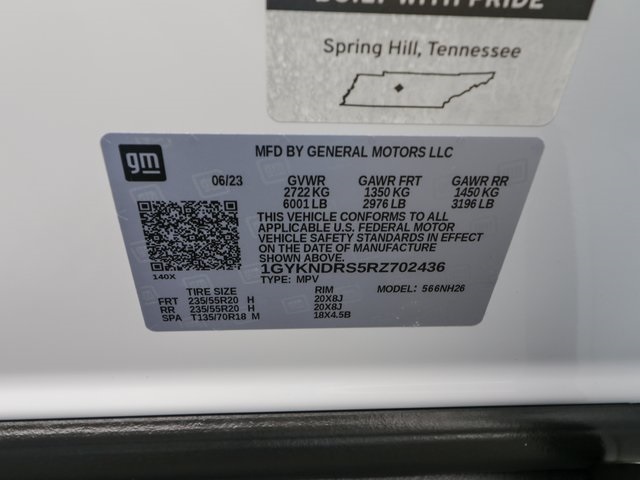 BUILT WITH PRIDE
Spring Hill, Tennessee
gm
MFD BY GENERAL MOTORS LLC
06/23 GVWR GAWR FRT GAWR RR
2722 KG 1350 KG 1450 KG
6001 LB 2976 LB 3196 LB
THIS VEHICLE CONFORMS TO ALL
APPLICABLE U.S. FEDERAL MOTOR
VEHICLE SAFETY STANDARDS IN EFFECT
ON THE DATE OF MANUFACTURE
SHOWN ABOVE.
1GYKNDRS5RZ702436
140X TYPE: MPV
TIRE SIZE RIM MODEL: 566NH26
FRT 235/55R20 H 20X8J
RR 235/55R20 H 20X8J
SPA T135/70R18 M 18X4.5B